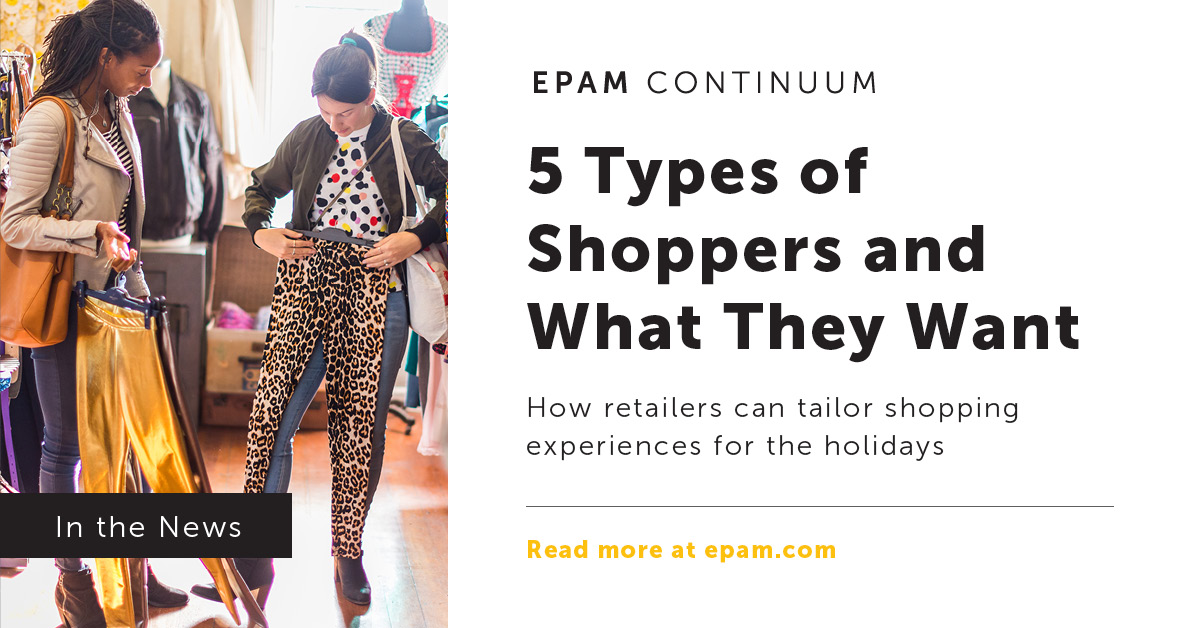 EPAM CONTINUUM
5 Types of
Shoppers and
What They Want
How retailers can tailor shopping
experiences for the holidays
Read more at epam.com
In the News